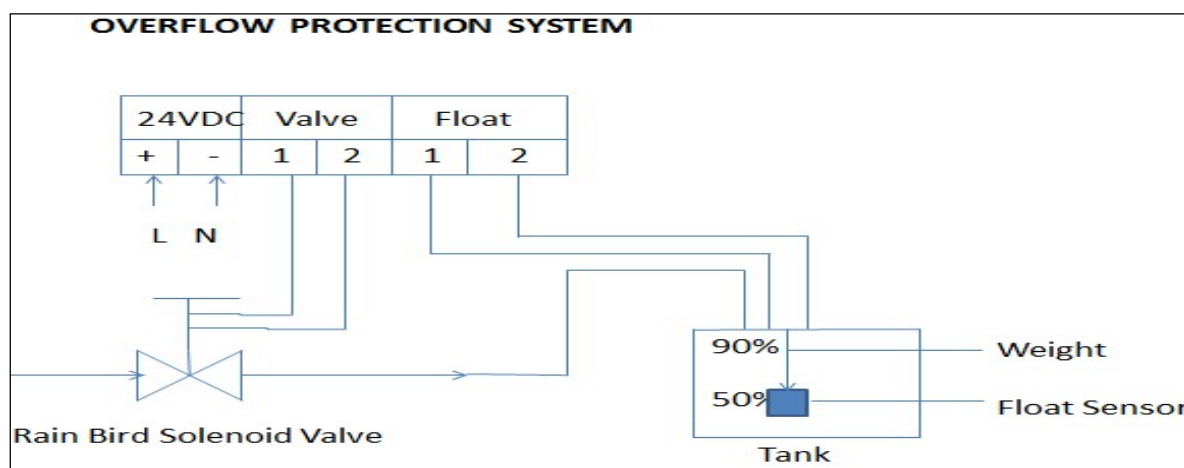 OVERFLOW PROTECTION SYSTEM
24VDC Valve Float
+ - 1 2 1 2
L N
90%
Weight
50%
Float Sensor
Rain Bird Solenoid Valve
Tank